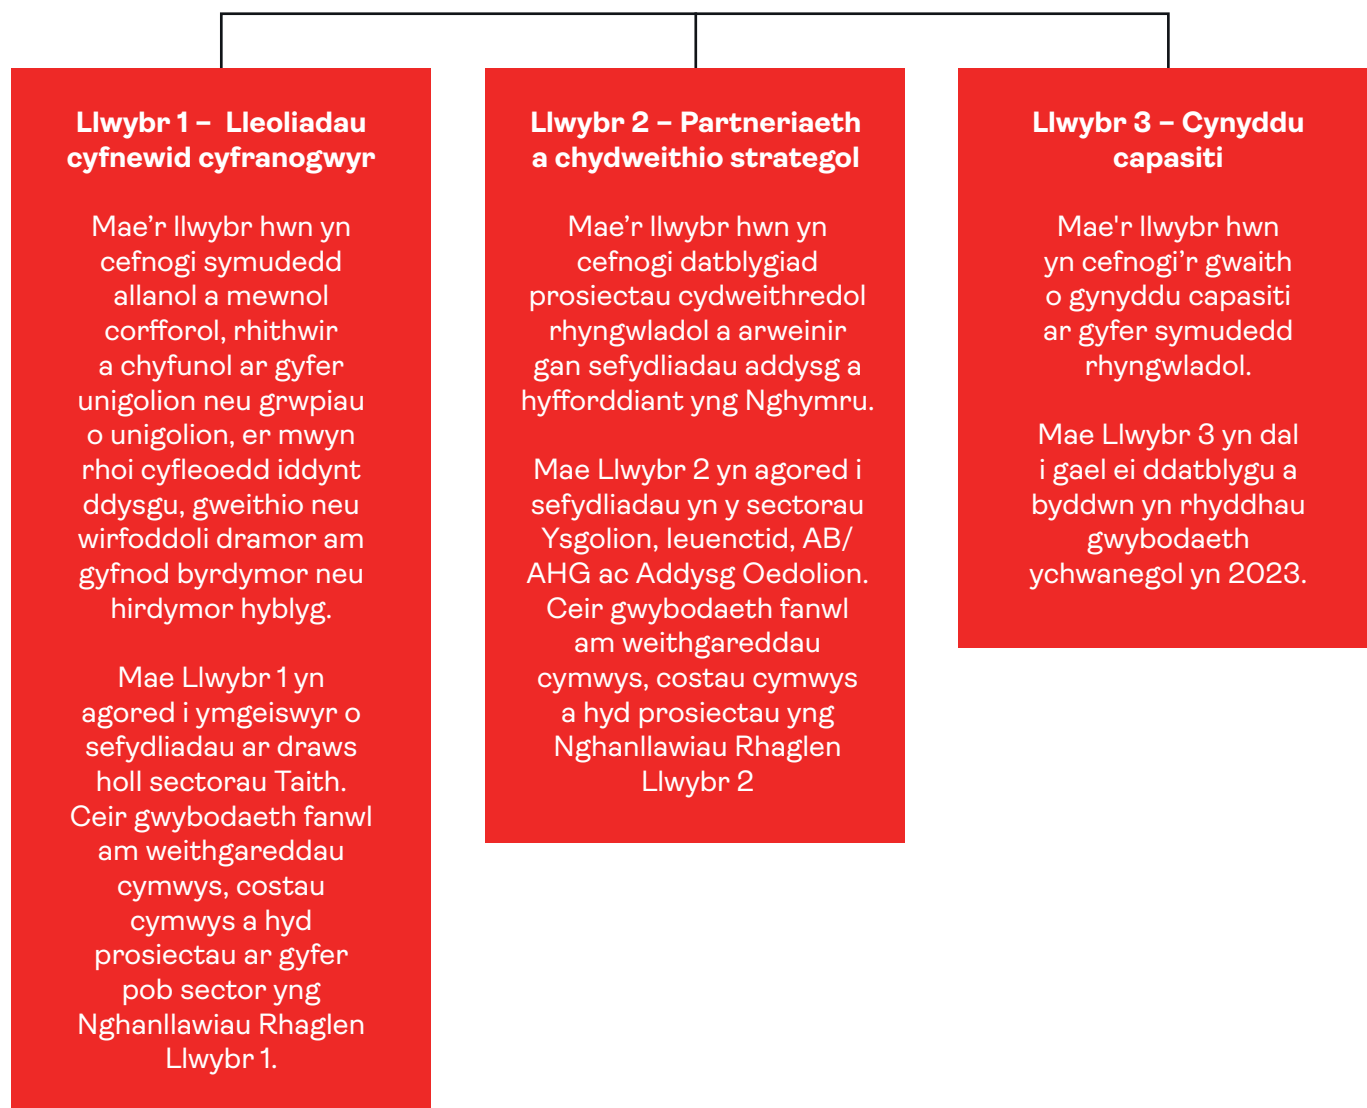 Llwybr 1 – Lleoliadau
cyfnewid cyfranogwyr
Mae’r llwybr hwn yn
cefnogi symudedd
allanol a mewnol
corfforol, rhithwir
a chyfunol ar gyfer
unigolion neu grwpiau
o unigolion, er mwyn
rhoi cyfleoedd iddynt
ddysgu, gweithio neu
wirfoddoli dramor am
gyfnod byrdymor neu
hirdymor hyblyg.
Mae Llwybr 1 yn
agored i ymgeiswyr o
sefydliadau ar draws
holl sectorau Taith.
Ceir gwybodaeth fanwl
am weithgareddau
cymwys, costau
cymwys a hyd
prosiectau ar gyfer
pob sector yng
Nghanllawiau Rhaglen
Llwybr 1.
Llwybr 2 – Partneriaeth
a chydweithio strategol
Mae’r llwybr hwn yn
cefnogi datblygiad
prosiectau cydweithredol
rhyngwladol a arweinir
gan sefydliadau addysg a
hyfforddiant yng Nghymru.
Mae Llwybr 2 yn agored i
sefydliadau yn y sectorau
Ysgolion, Ieuenctid, AB/
AHG ac Addysg Oedolion.
Ceir gwybodaeth fanwl
am weithgareddau
cymwys, costau cymwys
a hyd prosiectau yng
Nghanllawiau Rhaglen
Llwybr 2
Llwybr 3 – Cynyddu
capasiti
Mae'r llwybr hwn
yn cefnogi’r gwaith
o gynyddu capasiti
ar gyfer symudedd
rhyngwladol.
Mae Llwybr 3 yn dal
i gael ei ddatblygu a
byddwn yn rhyddhau
gwybodaeth
ychwanegol yn 2023.